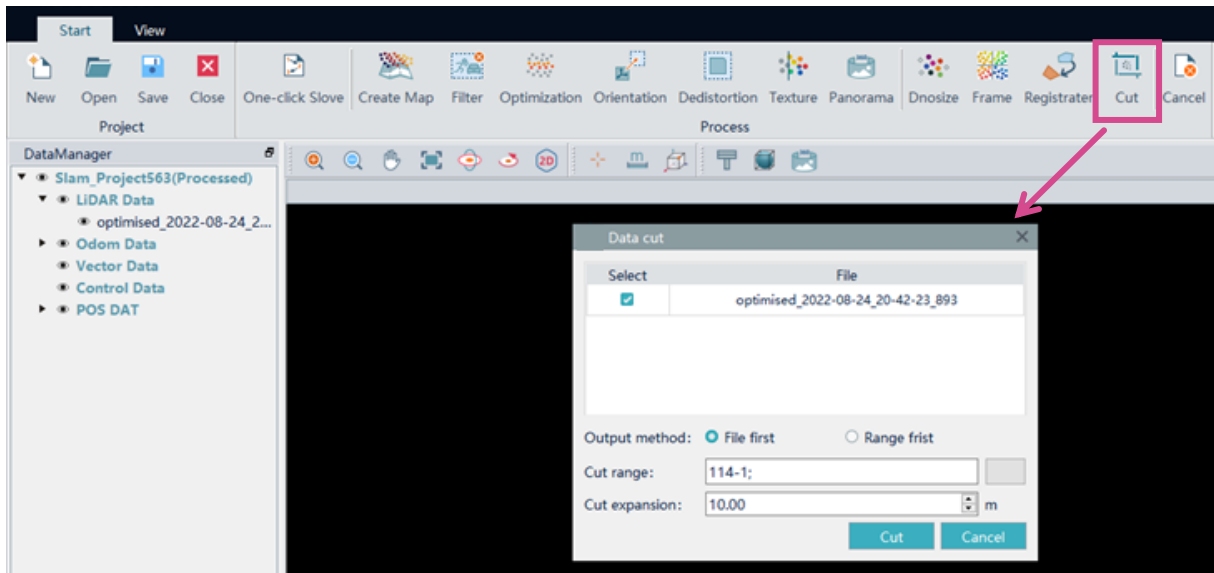 Start View
New Open Save Close One-click Slove Create Map Filter Optimization Orientation Dedistortion Texture Panorama Dnosize Frame Registrater Cut Cancel
Project Process
DataManager
Slam_Project563(Processed)
LiDAR Data
optimised_2022-08-24_2...
Odom Data
Vector Data
Control Data
POS DAT
2D m
Data cut
Select File
optimised_2022-08-24_20-42-23_893
Output method: File first Range frist
Cut range: 114-1;
Cut expansion: 10.00 m
Cut Cancel